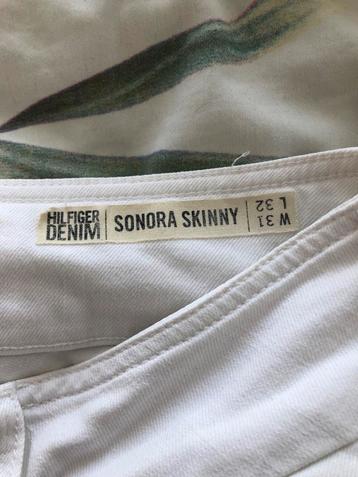 HILFIGER
DENIM
SONORA SKINNY
W 31
L 32